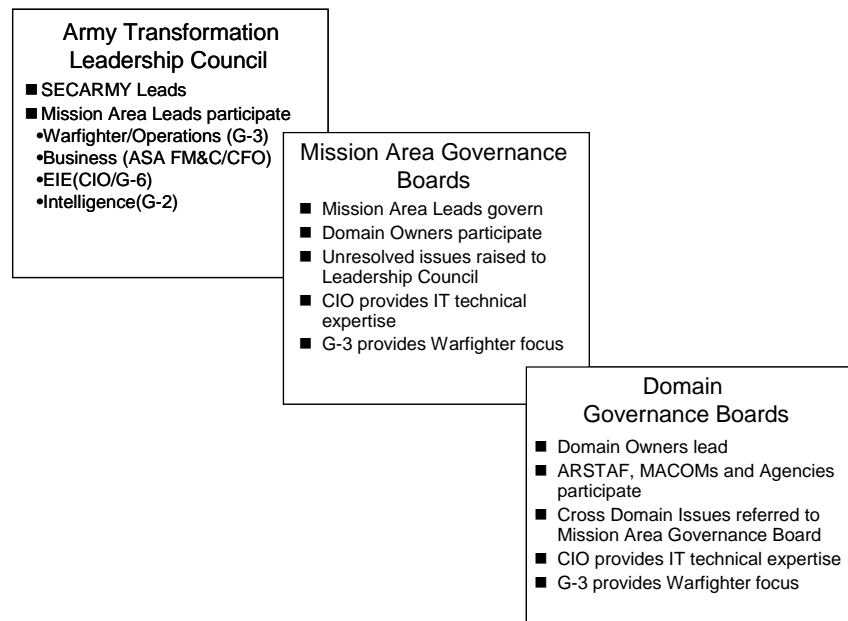 Army Transformation
Leadership Council
■ SECARMY Leads
■ Mission Area Leads participate
•Warfighter/Operations (G-3)
•Business (ASA FM&C/CFO)
•EIE(CIO/G-6)
•Intelligence(G-2)
Mission Area Governance
Boards
■ Mission Area Leads govern
■ Domain Owners participate
■ Unresolved issues raised to
Leadership Council
■ CIO provides IT technical
expertise
■ G-3 provides Warfighter focus
Domain
Governance Boards
■ Domain Owners lead
■ ARSTAF, MACOMs and Agencies
participate
■ Cross Domain Issues referred to
Mission Area Governance Board
■ CIO provides IT technical expertise
■ G-3 provides Warfighter focus